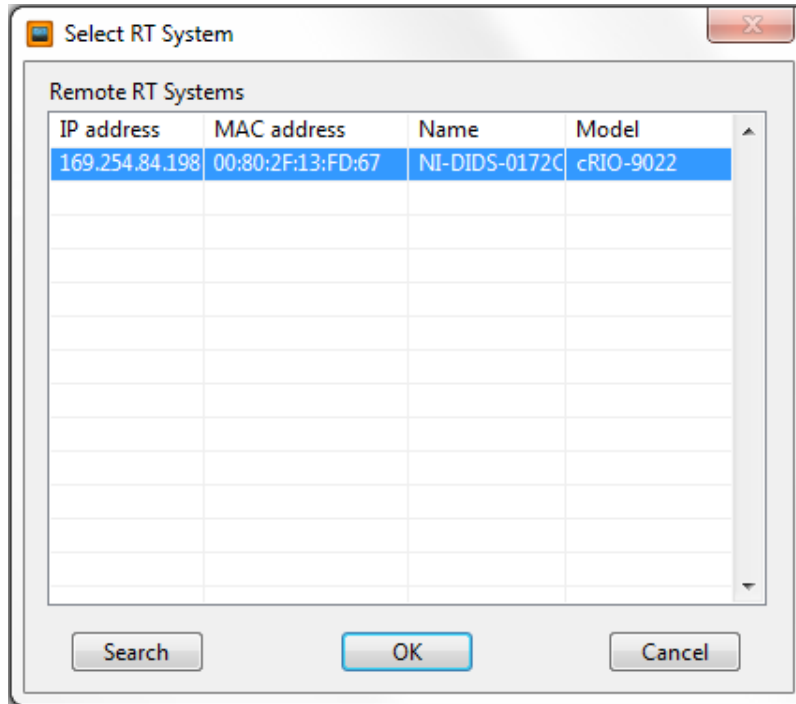 Select RT System
Remote RT Systems
IP address MAC address Name Model
169.254.84.198 00:80:2F:13:FD:67 NI-DIDS-0172C cRIO-9022
Search OK Cancel